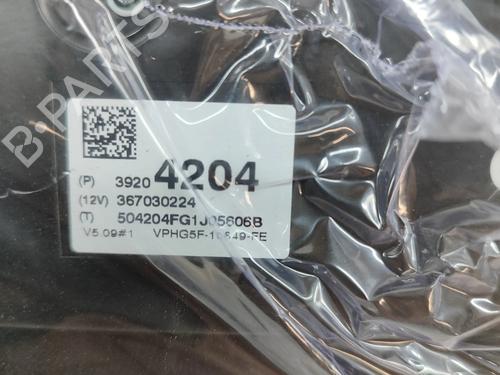 B-PARTS
(P) 3920 4204
(12V) 367030224
(T) 504204FG1J05606B
V5.09#1 VPHG5F-10849-FE